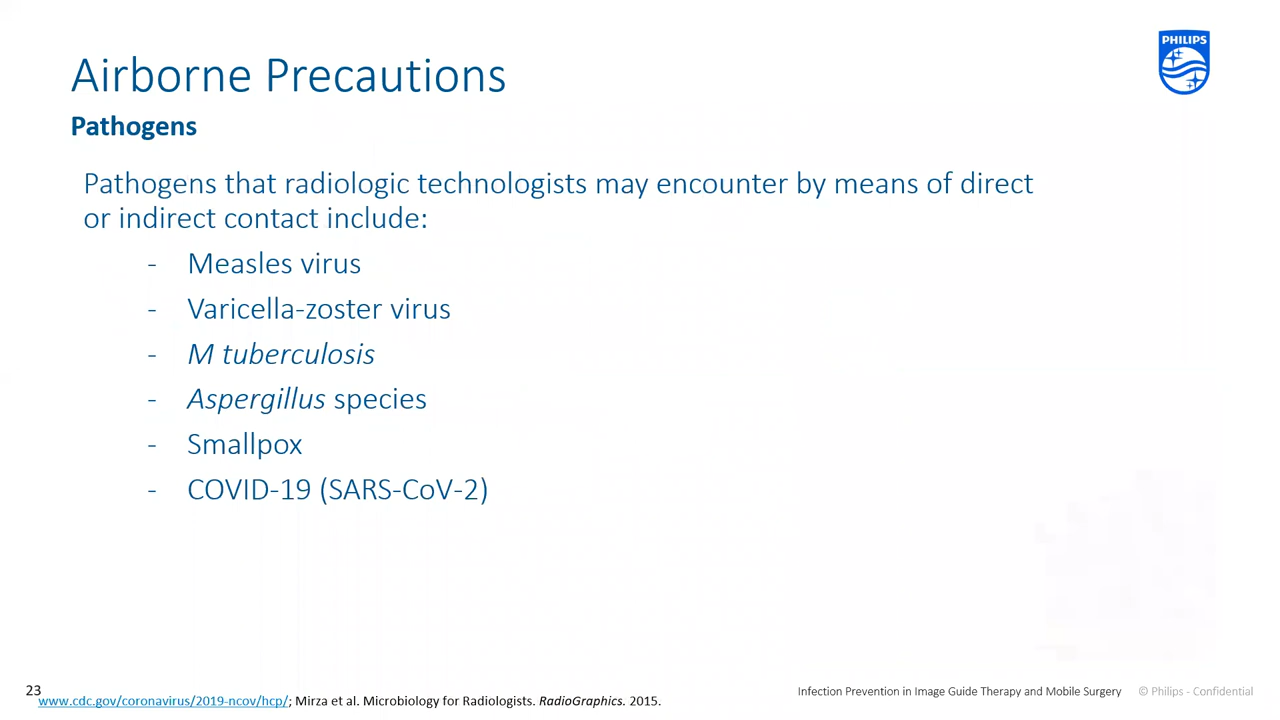 PHILIPS
Airborne Precautions
Pathogens
Pathogens that radiologic technologists may encounter by means of direct
or indirect contact include:
- Measles virus
- Varicella-zoster virus
- M tuberculosis
- Aspergillus species
- Smallpox
- COVID-19 (SARS-CoV-2)
23
www.cdc.gov/coronavirus/2019-ncov/hcp/; Mirza et al. Microbiology for Radiologists. RadioGraphics. 2015.
Infection Prevention in Image Guide Therapy and Mobile Surgery © Philips - Confidential